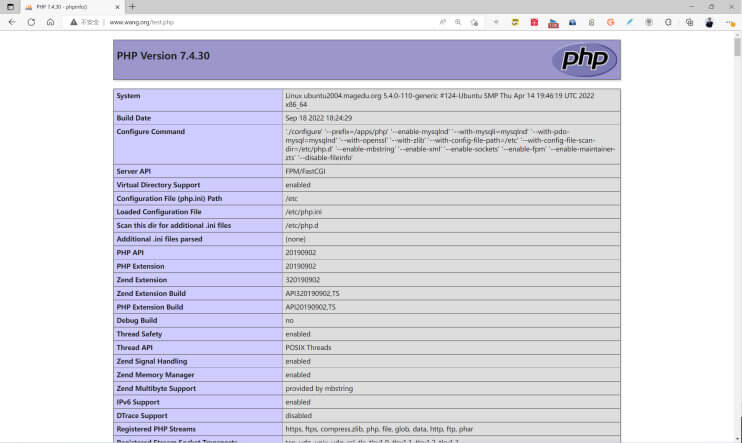 PHP 7.4.30 - phpinfo()
不安全 | www.wang.org/test.php
PHP Version 7.4.30
php
System Linux ubuntu2004.magedu.org 5.4.0-110-generic #124-Ubuntu SMP Thu Apr 14 19:46:19 UTC 2022
x86_64
Build Date Sep 18 2022 18:24:29
Configure Command './configure' '--prefix=/apps/php' '--enable-mysqlnd' '--with-mysqli=mysqlnd' '--with-pdo-
mysql=mysqlnd' '--with-openssl' '--with-zlib' '--with-config-file-path=/etc' '--with-config-file-scan-
dir=/etc/php.d' '--enable-mbstring' '--enable-xml' '--enable-sockets' '--enable-fpm' '--enable-maintainer-
zts' '--disable-fileinfo'
Server API FPM/FastCGI
Virtual Directory Support enabled
Configuration File (php.ini) Path /etc
Loaded Configuration File /etc/php.ini
Scan this dir for additional .ini files /etc/php.d
Additional .ini files parsed (none)
PHP API 20190902
PHP Extension 20190902
Zend Extension 320190902
Zend Extension Build API320190902,TS
PHP Extension Build API20190902,TS
Debug Build no
Thread Safety enabled
Thread API POSIX Threads
Zend Signal Handling enabled
Zend Memory Manager enabled
Zend Multibyte Support provided by mbstring
IPv6 Support enabled
DTrace Support disabled
Registered PHP Streams https, ftps, compress.zlib, php, file, glob, data, http, ftp, phar